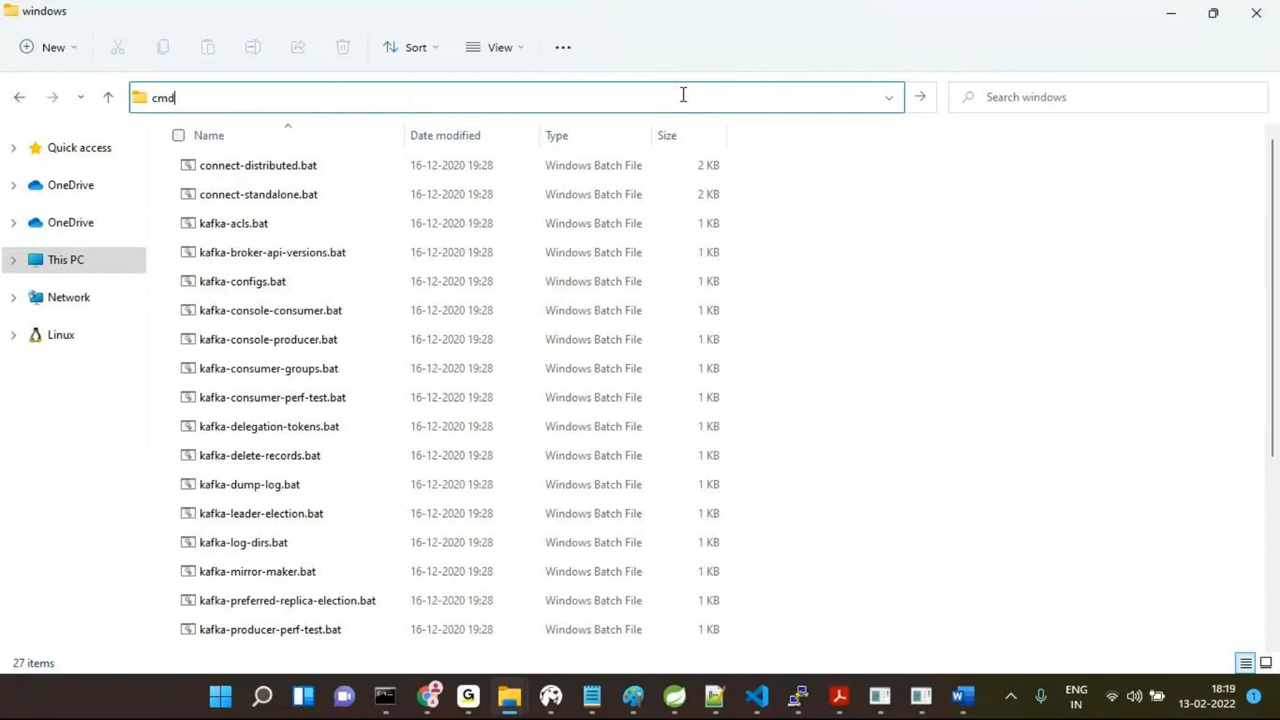 windows
New
Sort
View
cmd
Search windows
Name
Date modified
Type
Size
Quick access
OneDrive
OneDrive
This PC
Network
Linux
connect-distributed.bat 16-12-2020 19:28 Windows Batch File 2 KB
connect-standalone.bat 16-12-2020 19:28 Windows Batch File 2 KB
kafka-acls.bat 16-12-2020 19:28 Windows Batch File 1 KB
kafka-broker-api-versions.bat 16-12-2020 19:28 Windows Batch File 1 KB
kafka-configs.bat 16-12-2020 19:28 Windows Batch File 1 KB
kafka-console-consumer.bat 16-12-2020 19:28 Windows Batch File 1 KB
kafka-console-producer.bat 16-12-2020 19:28 Windows Batch File 1 KB
kafka-consumer-groups.bat 16-12-2020 19:28 Windows Batch File 1 KB
kafka-consumer-perf-test.bat 16-12-2020 19:28 Windows Batch File 1 KB
kafka-delegation-tokens.bat 16-12-2020 19:28 Windows Batch File 1 KB
kafka-delete-records.bat 16-12-2020 19:28 Windows Batch File 1 KB
kafka-dump-log.bat 16-12-2020 19:28 Windows Batch File 1 KB
kafka-leader-election.bat 16-12-2020 19:28 Windows Batch File 1 KB
kafka-log-dirs.bat 16-12-2020 19:28 Windows Batch File 1 KB
kafka-mirror-maker.bat 16-12-2020 19:28 Windows Batch File 1 KB
kafka-preferred-replica-election.bat 16-12-2020 19:28 Windows Batch File 1 KB
kafka-producer-perf-test.bat 16-12-2020 19:28 Windows Batch File 1 KB
27 items
ENG
IN
18:19
13-02-2022
1